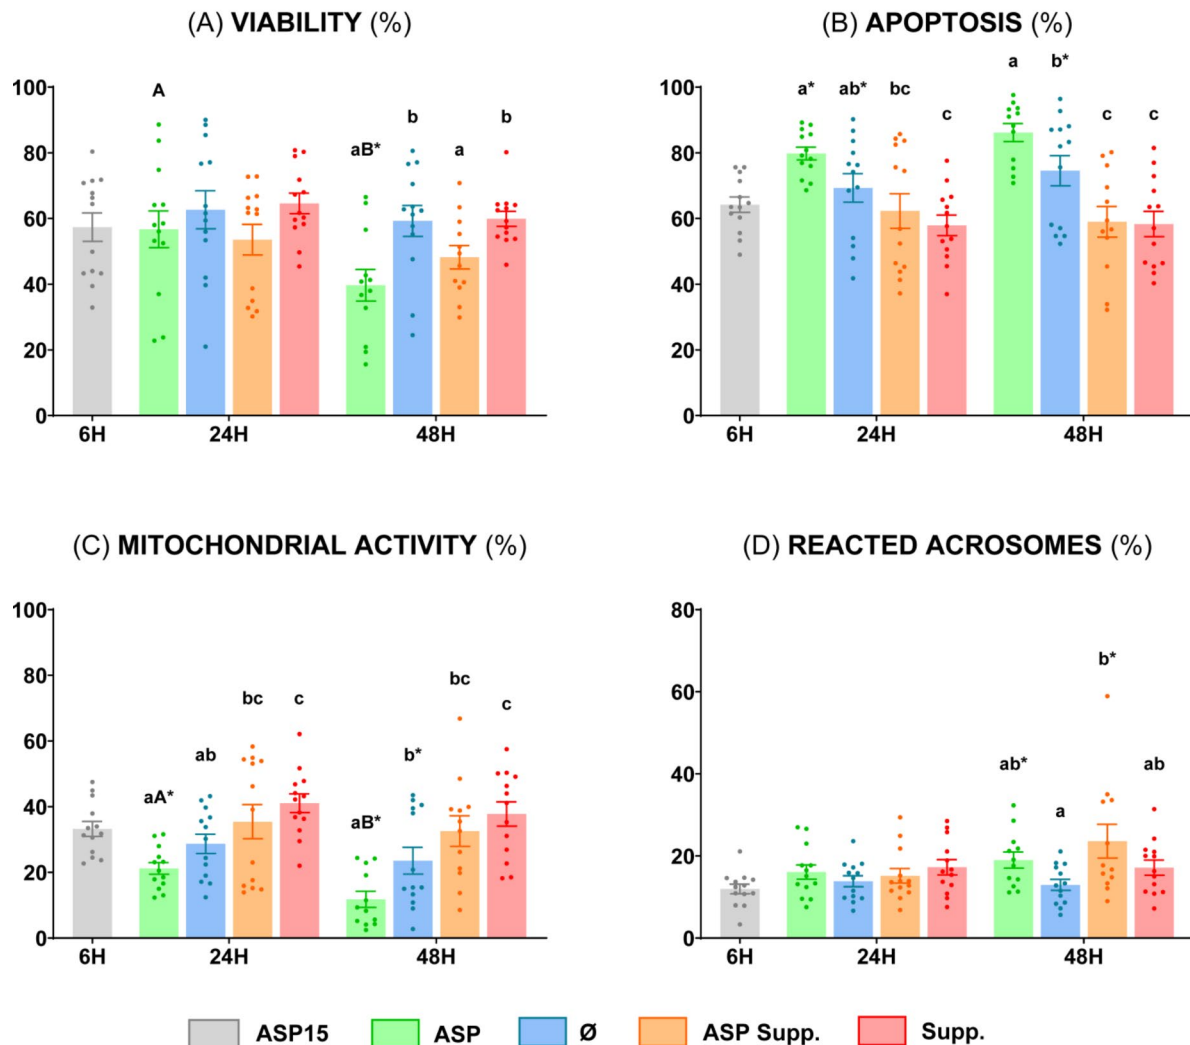 (A) VIABILITY (%)
100
80
60
40
20
0
A
aB*
b
a
b
6H
24H
48H
(B) APOPTOSIS (%)
100
80
60
40
20
0
a*
ab*
bc
c
a
b*
c
c
6H
24H
48H
(C) MITOCHONDRIAL ACTIVITY (%)
100
80
60
40
20
0
aA*
ab
bc
c
aB*
b*
bc
c
6H
24H
48H
(D) REACTED ACROSOMES (%)
80
60
40
20
0
ab*
a
b*
ab
6H
24H
48H
ASP15
ASP
Ø
ASP Supp.
Supp.